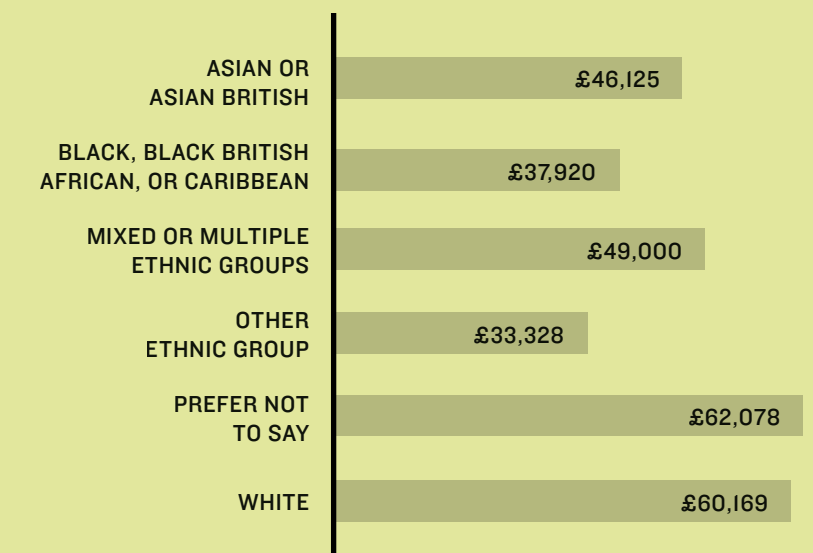 ASIAN OR
ASIAN BRITISH
£46,125
BLACK, BLACK BRITISH
AFRICAN, OR CARIBBEAN
£37,920
MIXED OR MULTIPLE
ETHNIC GROUPS
£49,000
OTHER
ETHNIC GROUP
£33,328
PREFER NOT
TO SAY
£62,078
WHITE
£60,169